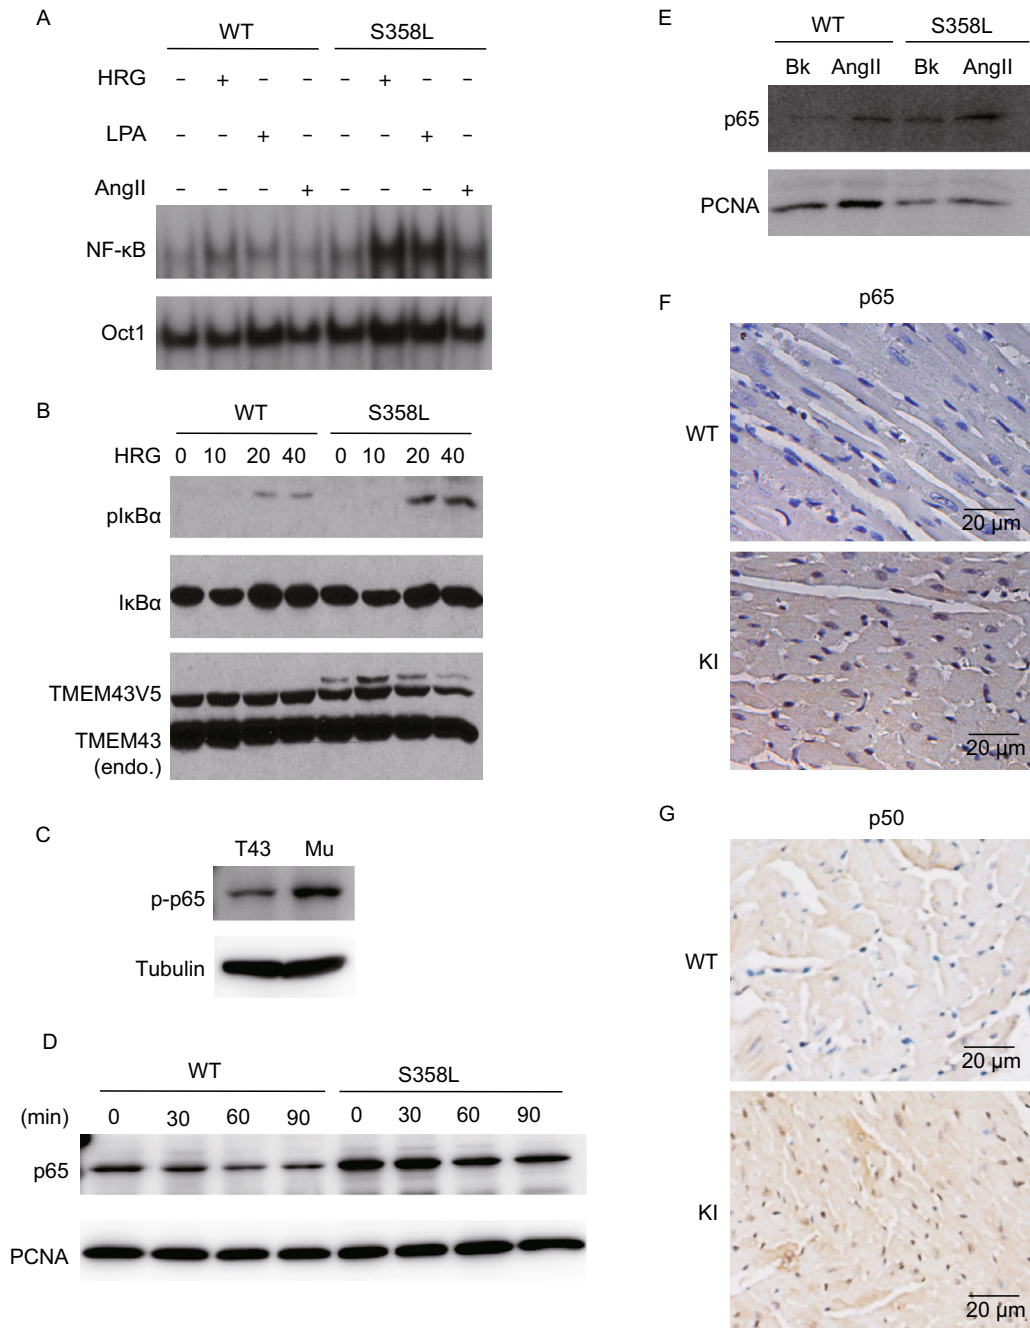 A
WT S358L
HRG – + – – – + – –
LPA – – + – – – + –
AngII – – – + – – – +
NF-κB
Oct1
B
WT S358L
HRG 0 10 20 40 0 10 20 40
pIκBα
IκBα
TMEM43V5
TMEM43
(endo.)
C
T43 Mu
p-p65
Tubulin
D
WT S358L
(min) 0 30 60 90 0 30 60 90
p65
PCNA
E
WT S358L
Bk AngII Bk AngII
p65
PCNA
F
p65
WT
20 μm
KI
20 μm
G
p50
WT
20 μm
KI
20 μm